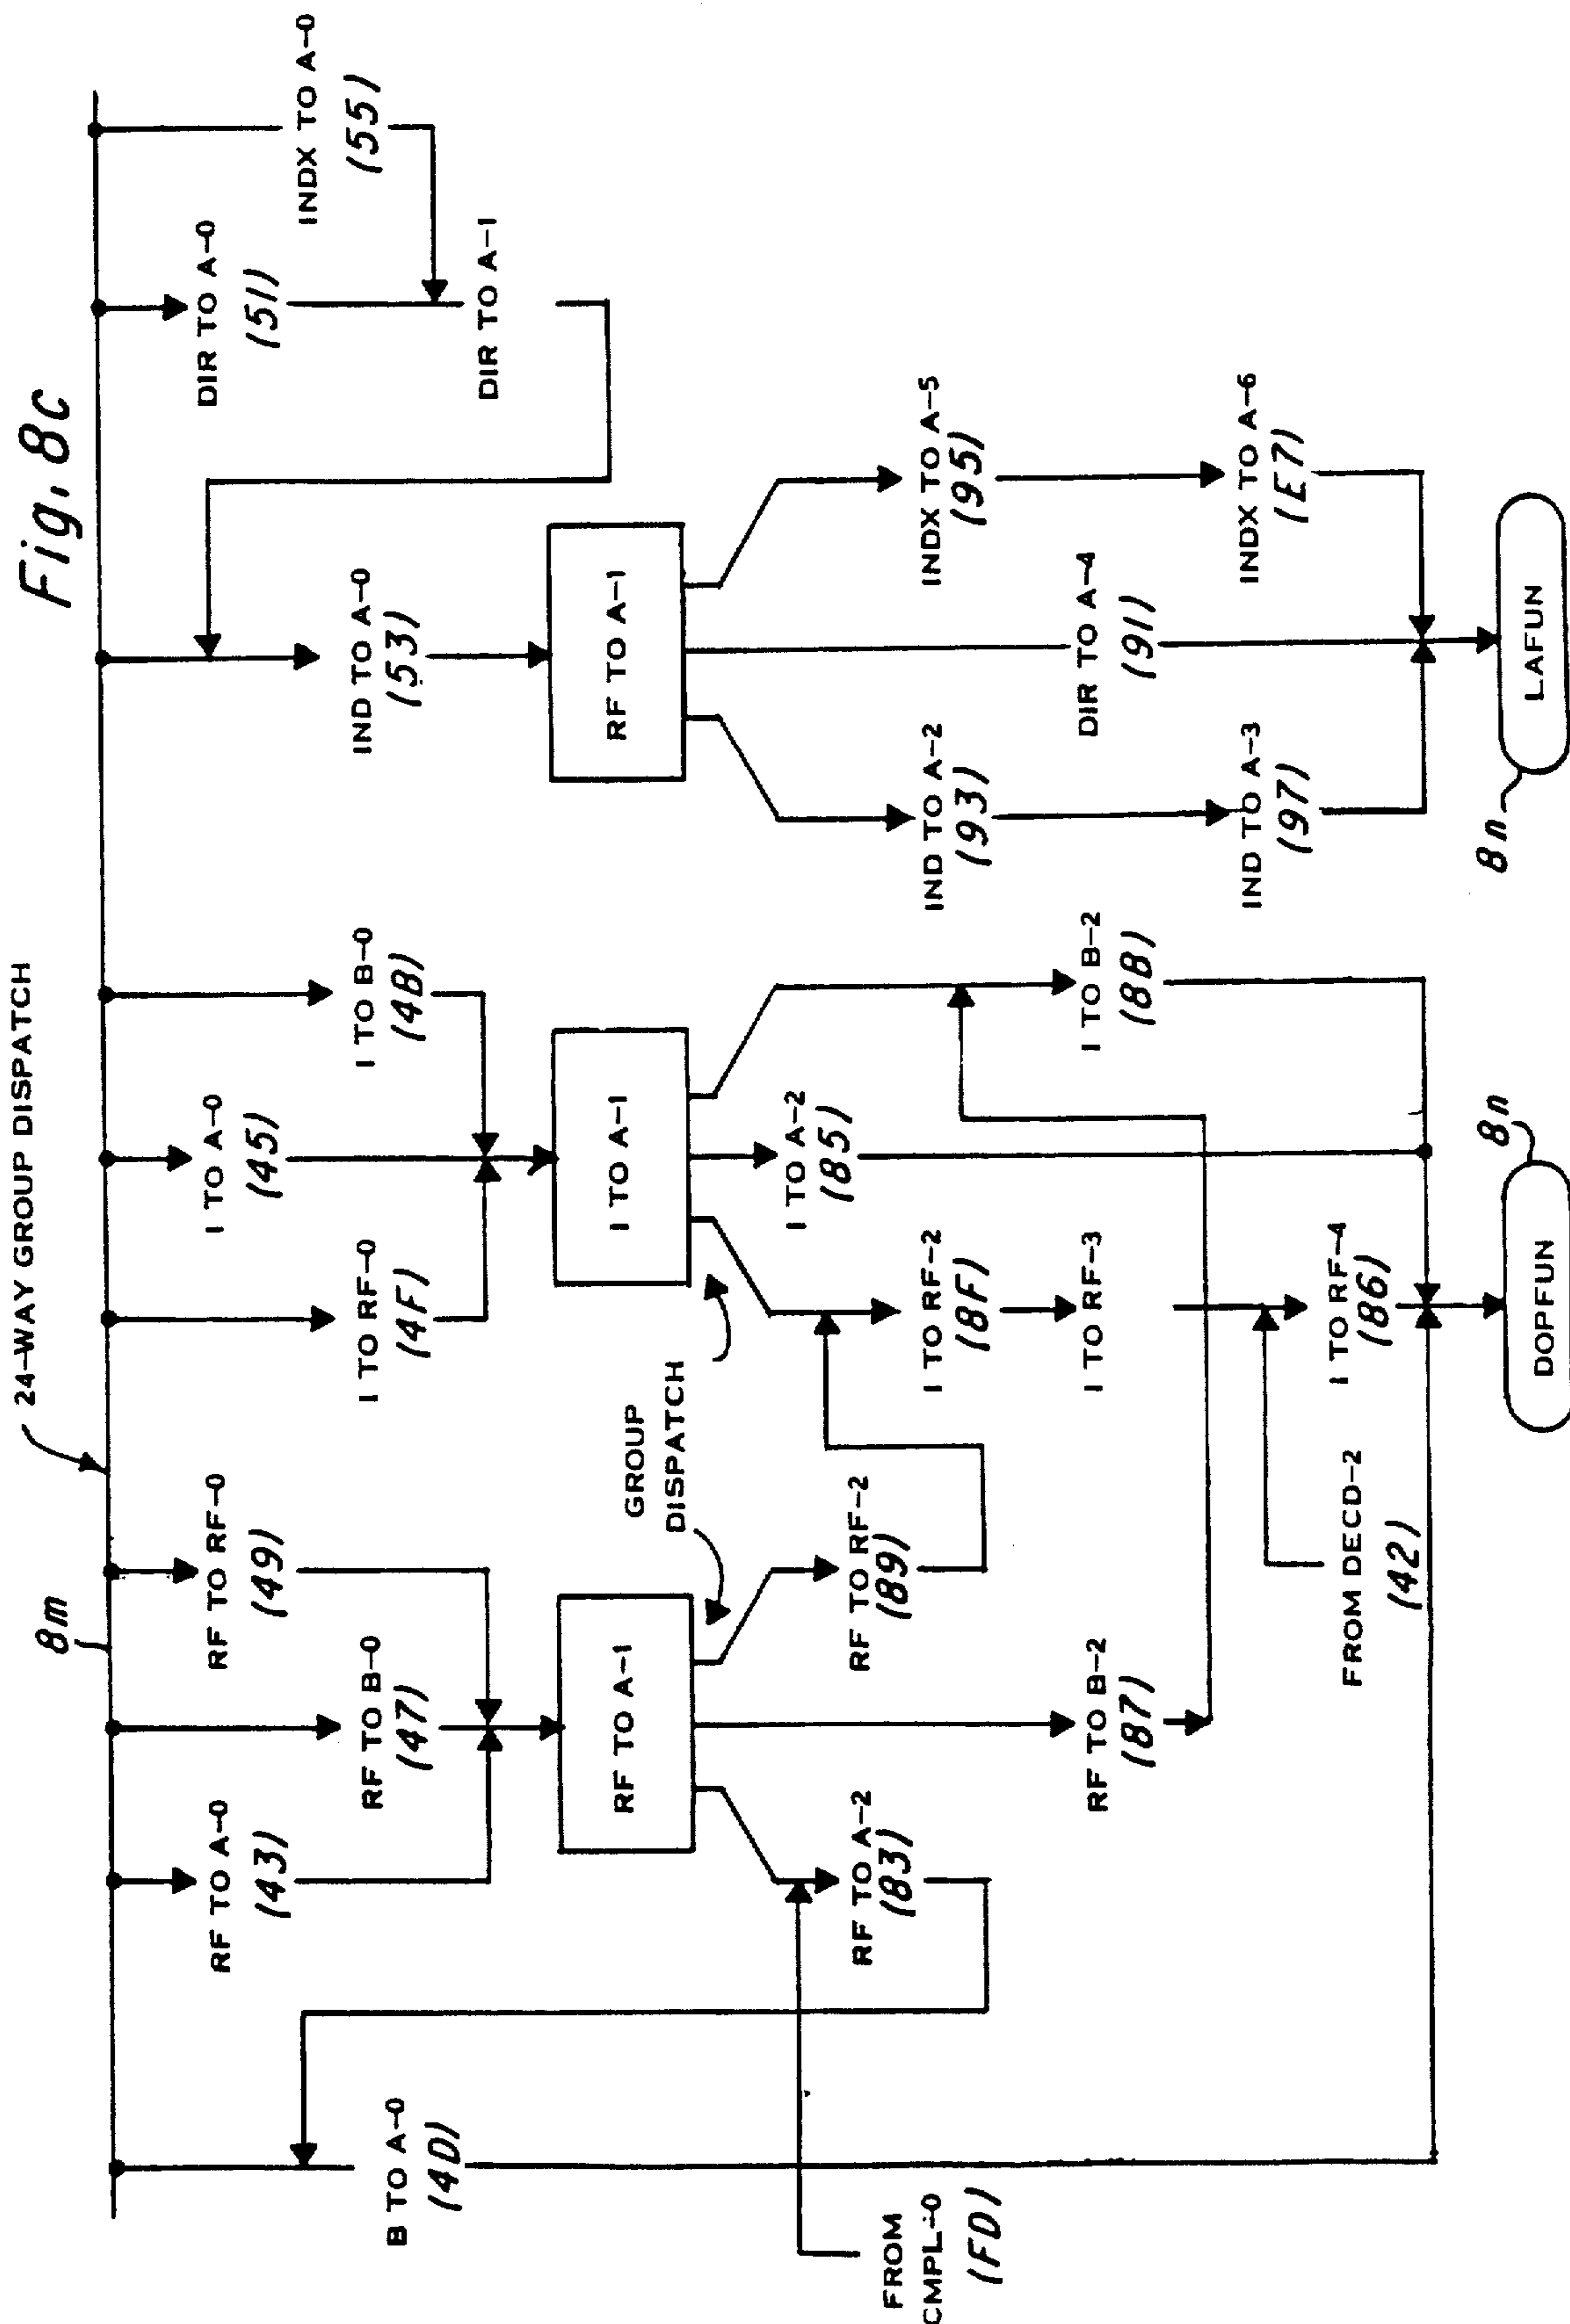 Fig. 8c
24-WAY GROUP DISPATCH
8m
B TO A-0
(4D)
RF TO A-0
(43)
RF TO B-0
(47)
RF TO RF-0
(49)
I TO RF-0
(4F)
I TO A-0
(45)
I TO B-0
(4B)
IND TO A-0
(53)
DIR TO A-0
(51)
INDX TO A-0
(55)
DIR TO A-1
RF TO A-1
I TO A-1
RF TO A-1
GROUP
DISPATCH
FROM
CMPL-0
(FD)
RF TO A-2
(83)
RF TO B-2
(87)
RF TO RF-2
(89)
I TO RF-2
(8F)
I TO RF-3
I TO A-2
(85)
I TO B-2
(8B)
IND TO A-2
(93)
IND TO A-3
(97)
DIR TO A-4
(91)
INDX TO A-5
(95)
INDX TO A-6
(E7)
FROM DECD-2
(42)
I TO RF-4
(86)
DOPFUN
8n
LAFUN
8n